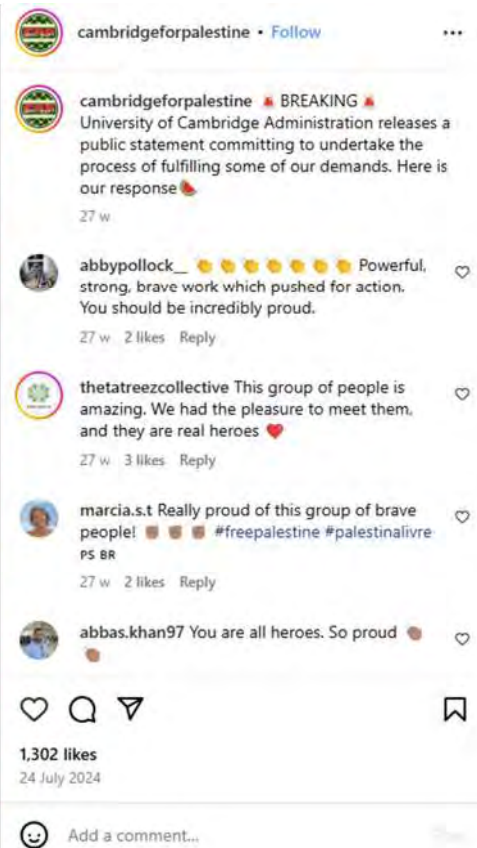 cambridgeforpalestine • Follow
cambridgeforpalestine 🚨 BREAKING 🚨
University of Cambridge Administration releases a
public statement committing to undertake the
process of fulfilling some of our demands. Here is
our response🍉
27 w
abbypollock__ 👏👏👏👏👏👏👏 Powerful,
strong, brave work which pushed for action.
You should be incredibly proud.
27 w 2 likes Reply
thetatreezcollective This group of people is
amazing. We had the pleasure to meet them,
and they are real heroes ❤️
27 w 3 likes Reply
marcia.s.t Really proud of this group of brave
people! ✊🏽✊🏽✊🏽 #freepalestine #palestinalivre
PS BR
27 w 2 likes Reply
abbas.khan97 You are all heroes. So proud 👏🏽
👏🏽
1,302 likes
24 July 2024
Add a comment...